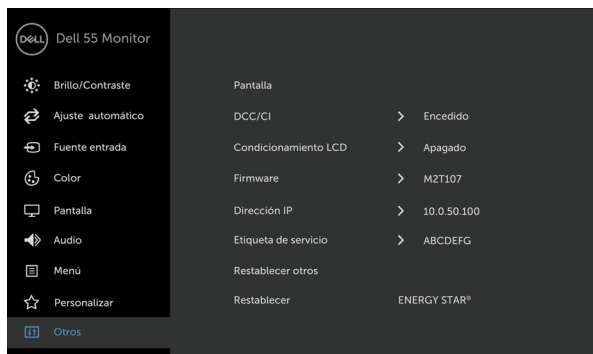 DELL Dell 55 Monitor
Brillo/Contraste
Ajuste automático
Fuente entrada
Color
Pantalla
Audio
Menú
Personalizar
Otros
Pantalla
DCC/CI > Encedido
Condicionamiento LCD > Apagado
Firmware > M2T107
Dirección IP > 10.0.50.100
Etiqueta de servicio > ABCDEFG
Restablecer otros
Restablecer ENERGY STAR®